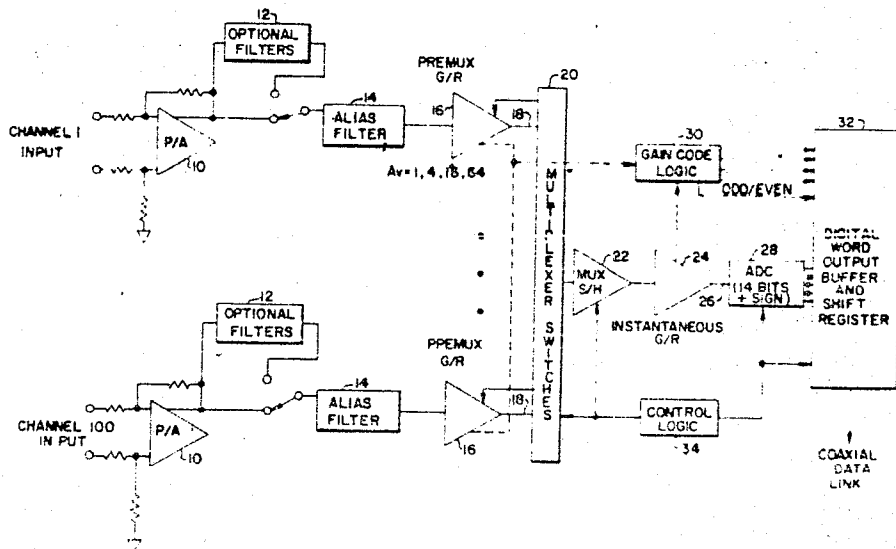 12
OPTIONAL
FILTERS
PREMUX
G/R
20
14
16
18
ALIAS
FILTER
CHANNEL 1
INPUT
P/A
10
Av=1,4,16,64
30
GAIN CODE
LOGIC
ODD/EVEN
32
MULTIPLEXER SWITCHES
22
MUX
S/H
24
INSTANTANEOUS
G/R
26
28
ADC
(14 BITS
+ SIGN)
DIGITAL
WORD
OUTPUT
BUFFER
AND
SHIFT
REGISTER
12
OPTIONAL
FILTERS
PPEMUX
G/R
14
ALIAS
FILTER
18
16
CHANNEL 100
IN PUT
P/A
10
CONTROL
LOGIC
34
COAXIAL
DATA
LINK